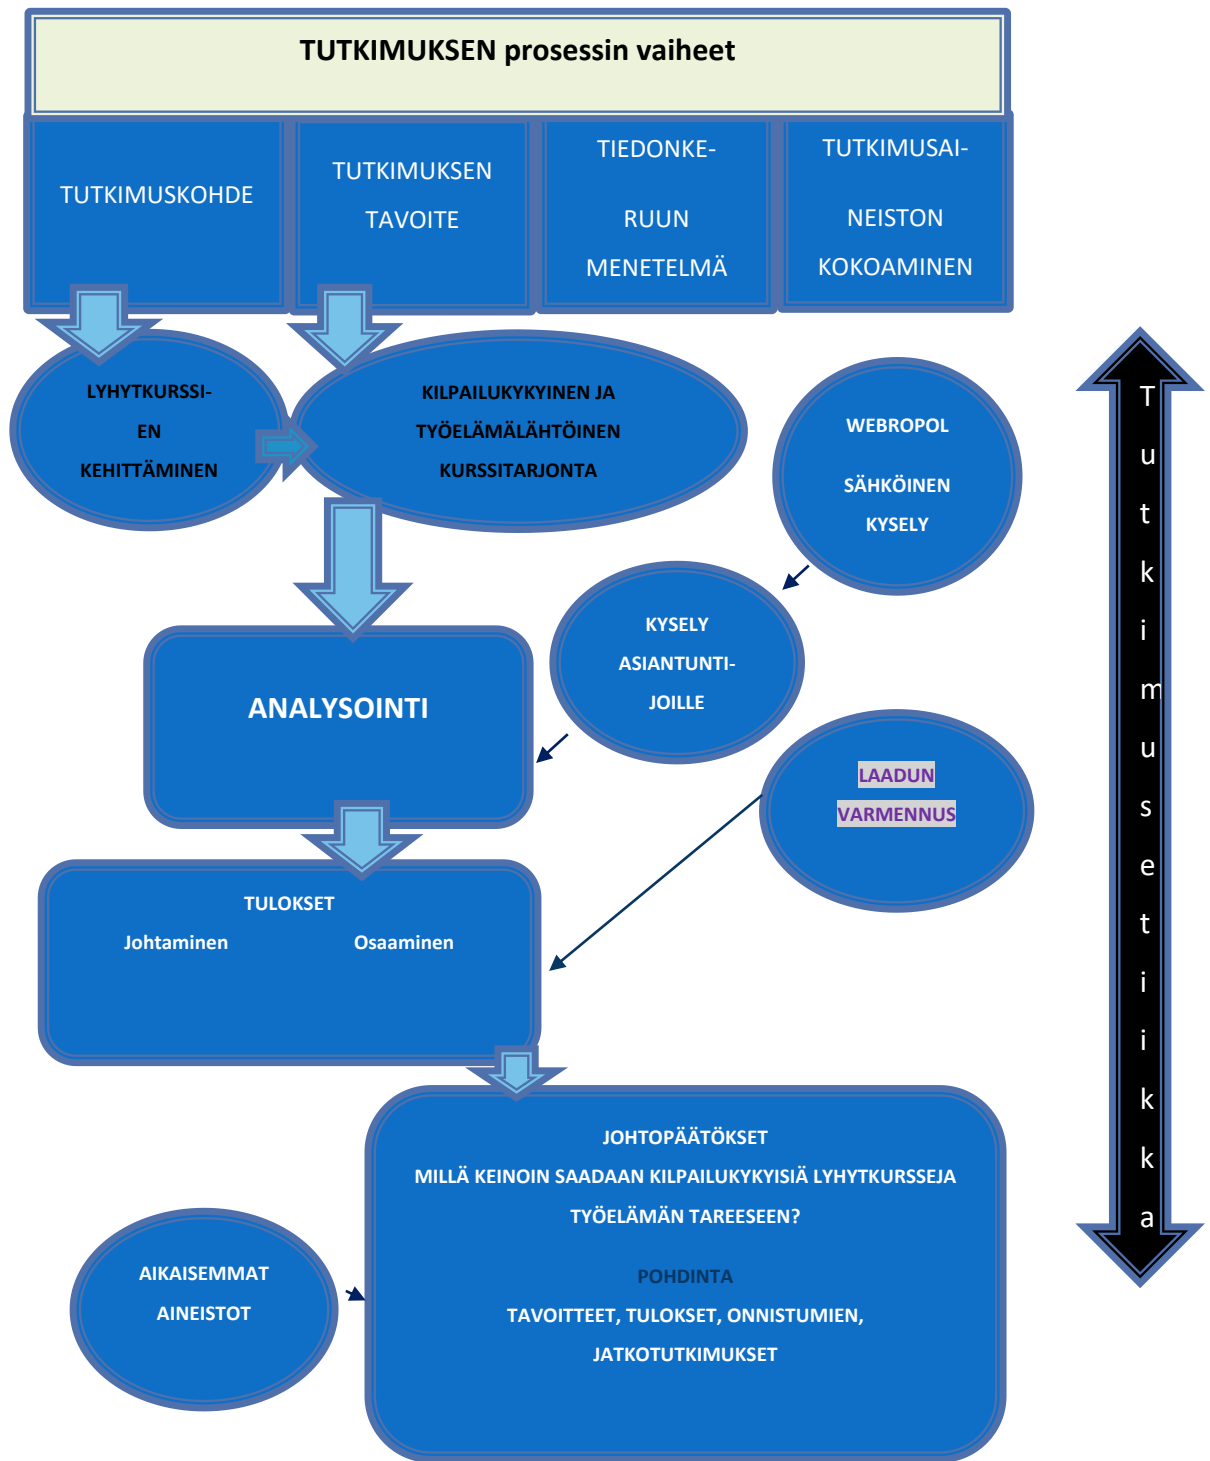 TUTKIMUKSEN prosessin vaiheet
TUTKIMUSKOHDE
TUTKIMUKSEN
TAVOITE
TIEDONKE-
RUUN
MENETELMÄ
TUTKIMUSAI-
NEISTON
KOKOAMINEN
LYHYTKURSSI-
EN
KEHITTÄMINEN
KILPAILUKYKYINEN JA
TYÖELÄMÄLÄHTÖINEN
KURSSITARJONTA
WEBROPOL
SÄHKÖINEN
KYSELY
KYSELY
ASIANTUNTI-
JOILLE
ANALYSOINTI
LAADUN
VARMENNUS
TULOKSET
Johtaminen Osaaminen
JOHTOPÄÄTÖKSET
MILLÄ KEINOIN SAADAAN KILPAILUKYKYISIÄ LYHYTKURSSEJA
TYÖELÄMÄN TAREESEEN?
POHDINTA
TAVOITTEET, TULOKSET, ONNISTUMIEN,
JATKOTUTKIMUKSET
AIKAISEMMAT
AINEISTOT
Tutkimusetiikka